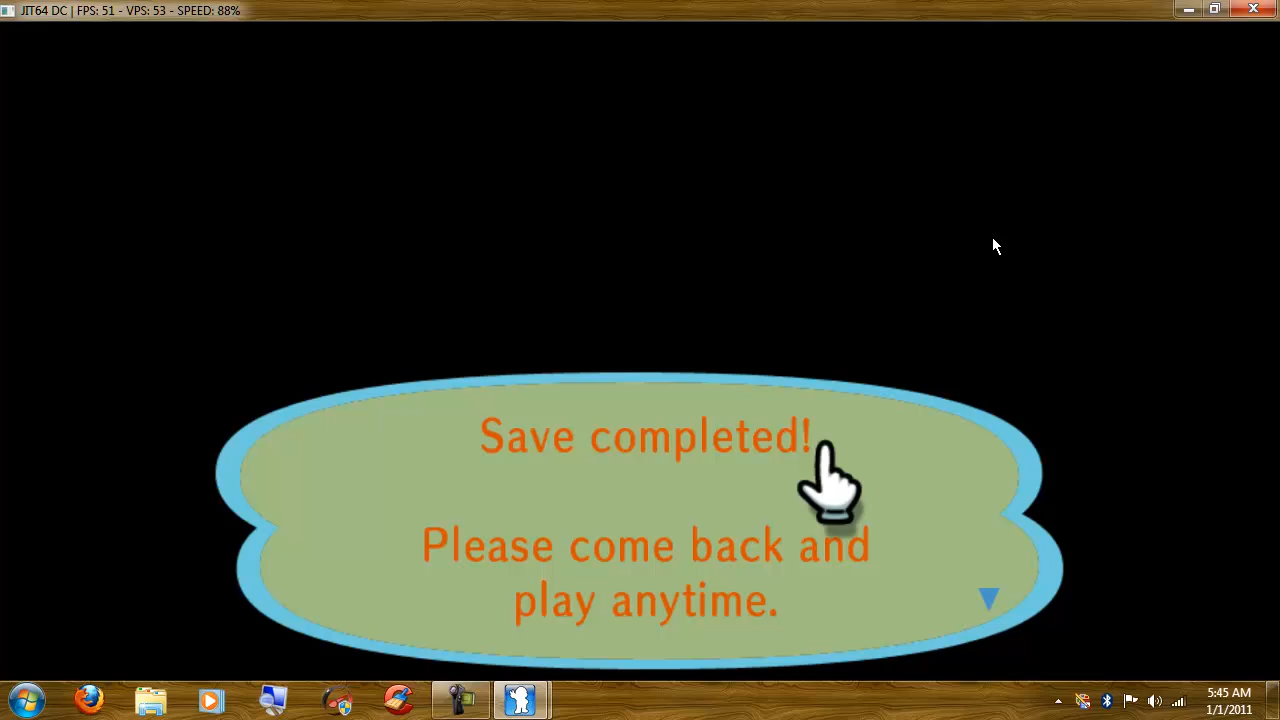 JIT64 DC | FPS: 51 - VPS: 53 - SPEED: 88%
Save completed!
Please come back and
play anytime.
5:45 AM
1/1/2011